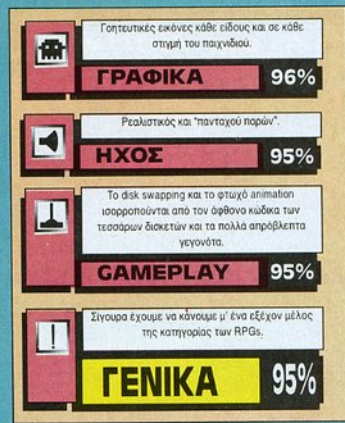 Γοητευτικές εικόνες κάθε είδους και σε κάθε
στιγμή του παιχνιδιού.
ΓΡΑΦΙΚΑ 96%
Ρεαλιστικός και "πανταχού παρών".
ΗΧΟΣ 95%
Το disk swapping και το φτωχό animation
ισορροπούνται από τον άφθονο κώδικα των
τεσσάρων δισκετών και τα πολλά απρόβλεπτα
γεγονότα.
GAMEPLAY 95%
Σίγουρα έχουμε να κάνουμε μ' ένα εξέχον μέλος
της κατηγορίας των RPGs.
ΓΕΝΙΚΑ 95%